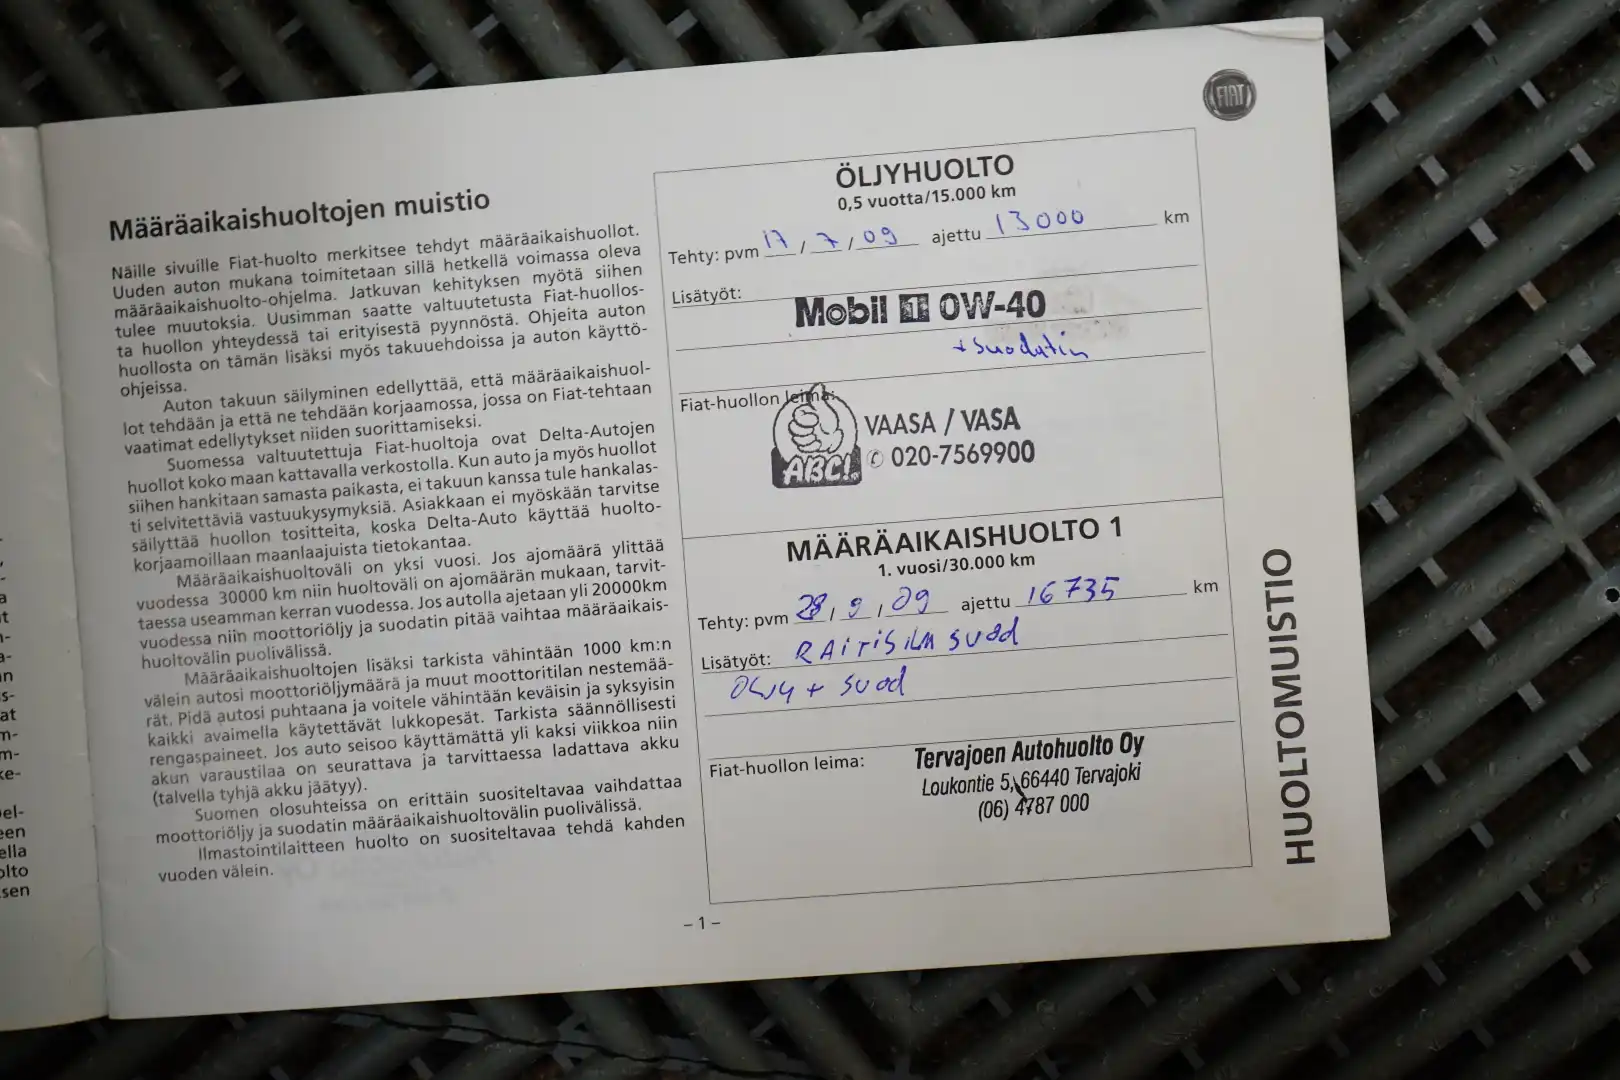 FIAT
Määräaikaishuoltojen muistio
Näille sivuille Fiat-huolto merkitsee tehdyt määräaikaishuollot.
Uuden auton mukana toimitetaan sillä hetkellä voimassa oleva
määräaikaishuolto-ohjelma. Jatkuvan kehityksen myötä siihen
tulee muutoksia. Uusimman saatte valtuutetusta Fiat-huollos-
ta huollon yhteydessä tai erityisestä pyynnöstä. Ohjeita auton
huollosta on tämän lisäksi myös takuuehdoissa ja auton käyttö-
ohjeissa.
Auton takuun säilyminen edellyttää, että määräaikaishuol-
lot tehdään ja että ne tehdään korjaamossa, jossa on Fiat-tehtaan
vaatimat edellytykset niiden suorittamiseksi.
Suomessa valtuutettuja Fiat-huoltoja ovat Delta-Autojen
huollot koko maan kattavalla verkostolla. Kun auto ja myös huollot
siihen hankitaan samasta paikasta, ei takuun kanssa tule hankalas-
ti selvitettäviä vastuukysymyksiä. Asiakkaan ei myöskään tarvitse
säilyttää huollon tositteita, koska Delta-Auto käyttää huolto-
korjaamoillaan maanlaajuista tietokantaa.
Määräaikaishuoltoväli on yksi vuosi. Jos ajomäärä ylittää
vuodessa 30000 km niin huoltoväli on ajomäärän mukaan, tarvit-
taessa useamman kerran vuodessa. Jos autolla ajetaan yli 20000km
vuodessa niin moottoriöljy ja suodatin pitää vaihtaa määräaikais-
huoltovälin puolivälissä.
Määräaikaishuoltojen lisäksi tarkista vähintään 1000 km:n
välein autosi moottoriöljymäärä ja muut moottoritilan nestemää-
rät. Pidä autosi puhtaana ja voitele vähintään keväisin ja syksyisin
kaikki avaimella käytettävät lukkopesät. Tarkista säännöllisesti
rengaspaineet. Jos auto seisoo käyttämättä yli kaksi viikkoa niin
akun varaustilaa on seurattava ja tarvittaessa ladattava akku
(talvella tyhjä akku jäätyy).
Suomen olosuhteissa on erittäin suositeltavaa vaihdattaa
moottoriöljy ja suodatin määräaikaishuoltovälin puolivälissä.
Ilmastointilaitteen huolto on suositeltavaa tehdä kahden
vuoden välein.
ÖLJYHUOLTO
0,5 vuotta/15.000 km
Tehty: pvm 17 / 7 / 09 ajettu 13000 km
Lisätyöt:
Mobil 1 0W-40
+ suodatin
Fiat-huollon leima:
ABC! VAASA / VASA
✆ 020-7569900
MÄÄRÄAIKAISHUOLTO 1
1. vuosi/30.000 km
Tehty: pvm 28 / 9 / 09 ajettu 16735 km
Lisätyöt: RAITISILM SUOD
ÖLJY + SUOD
Fiat-huollon leima:
Tervajoen Autohuolto Oy
Loukontie 5, 66440 Tervajoki
(06) 4787 000
– 1 –
HUOLTOMUISTIO